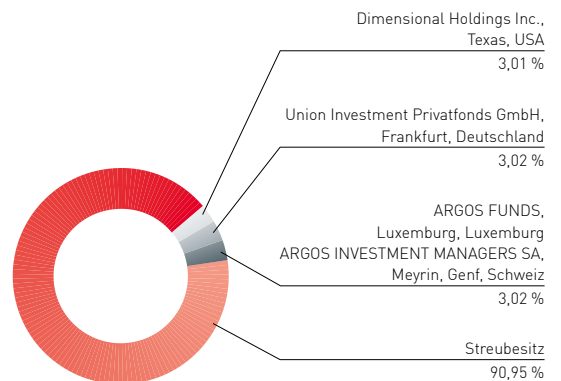 Dimensional Holdings Inc.,
Texas, USA
3,01 %
Union Investment Privatfonds GmbH,
Frankfurt, Deutschland
3,02 %
ARGOS FUNDS,
Luxemburg, Luxemburg
ARGOS INVESTMENT MANAGERS SA,
Meyrin, Genf, Schweiz
3,02 %
Streubesitz
90,95 %